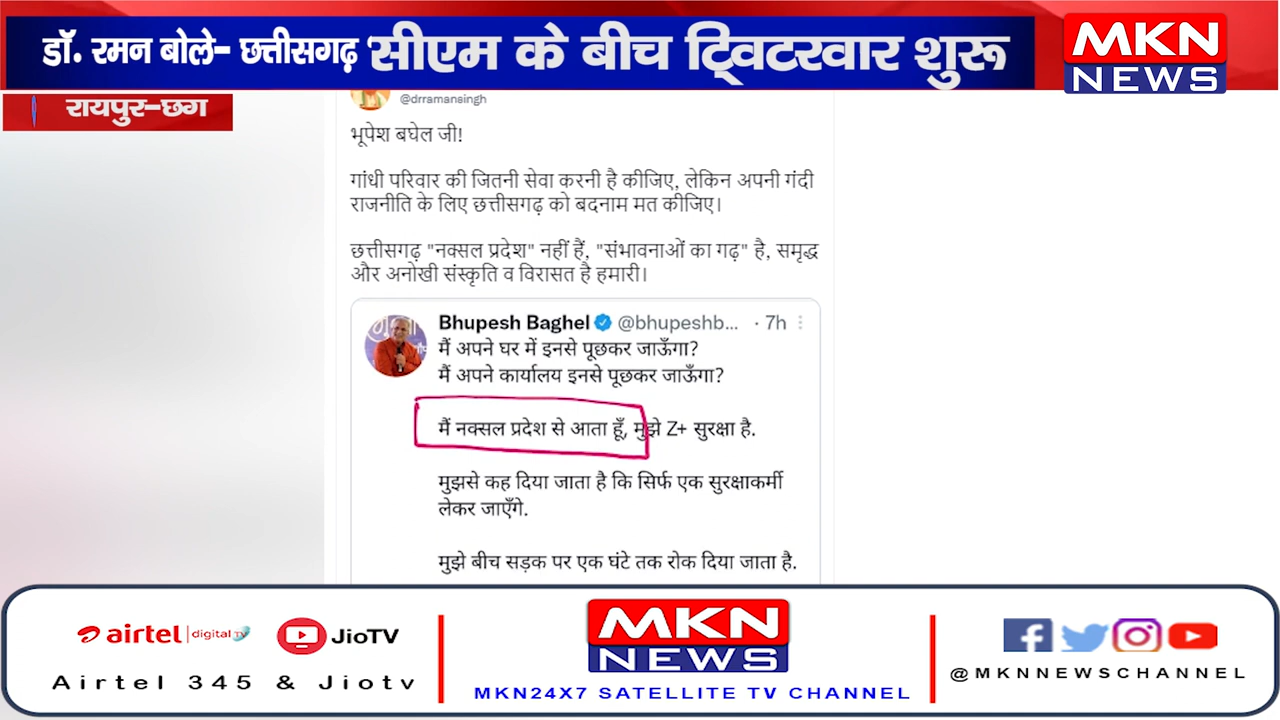 डॉ. रमन बोले- छत्तीसगढ़ 'सीएम के बीच ट्विटरवार शुरू
MKN
NEWS
रायपुर-छग
@drramansingh
भूपेश बघेल जी!
गांधी परिवार की जितनी सेवा करनी है कीजिए, लेकिन अपनी गंदी
राजनीति के लिए छत्तीसगढ़ को बदनाम मत कीजिए।
छत्तीसगढ़ "नक्सल प्रदेश" नहीं हैं, "संभावनाओं का गढ़" है, समृद्ध
और अनोखी संस्कृति व विरासत है हमारी।
Bhupesh Baghel @bhupeshb... · 7h
मैं अपने घर में इनसे पूछकर जाऊँगा?
मैं अपने कार्यालय इनसे पूछकर जाऊँगा?
मैं नक्सल प्रदेश से आता हूँ, मुझे Z+ सुरक्षा है.
मुझसे कह दिया जाता है कि सिर्फ एक सुरक्षाकर्मी
लेकर जाएँगे.
मुझे बीच सड़क पर एक घंटे तक रोक दिया जाता है.
airtel digital TV
JioTV
Airtel 345 & Jiotv
MKN
NEWS
MKN24X7 SATELLITE TV CHANNEL
@MKNNEWSCHANNEL